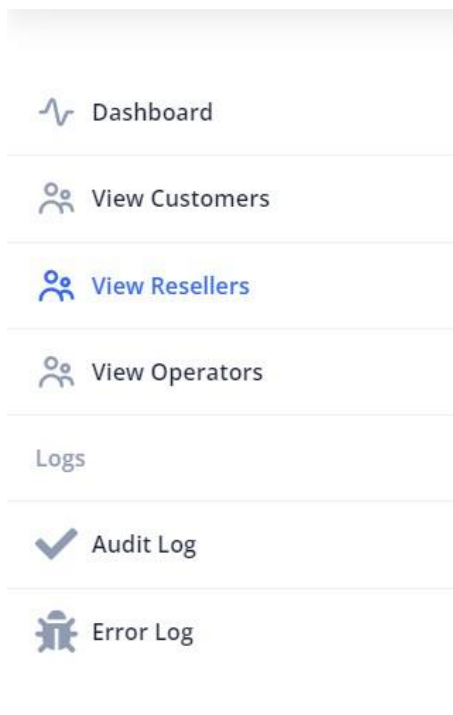 Dashboard
View Customers
View Resellers
View Operators
Logs
Audit Log
Error Log